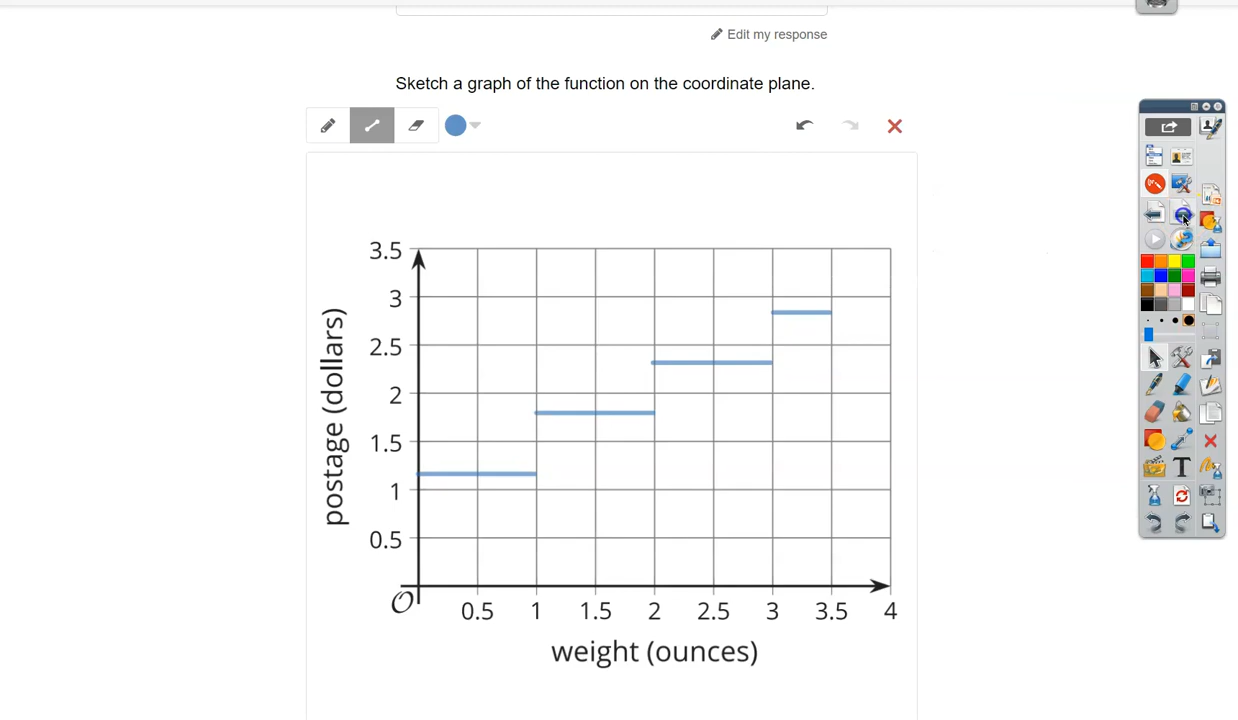 Edit my response
Sketch a graph of the function on the coordinate plane.
3.5
3
2.5
2
1.5
1
0.5
postage (dollars)
O
0.5 1 1.5 2 2.5 3 3.5 4
weight (ounces)
T